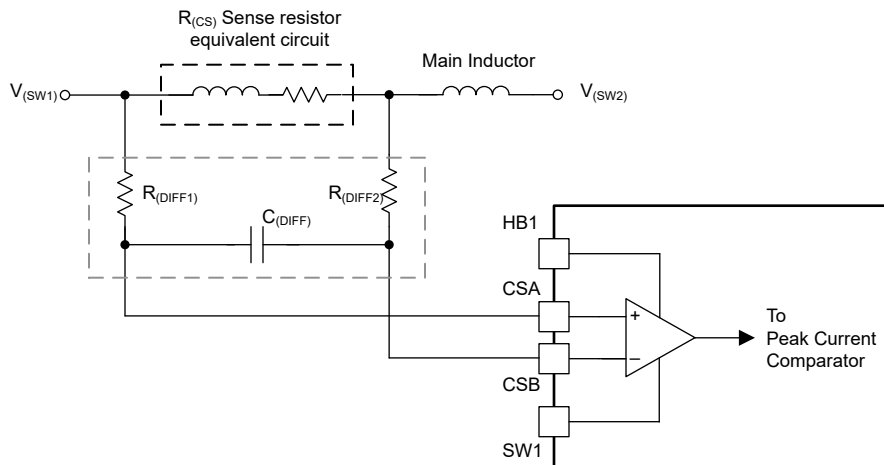 R(CS) Sense resistor
equivalent circuit
Main Inductor
V(SW1)
V(SW2)
R(DIFF1)
R(DIFF2)
C(DIFF)
HB1
CSA
+
To
Peak Current
Comparator
–
CSB
SW1